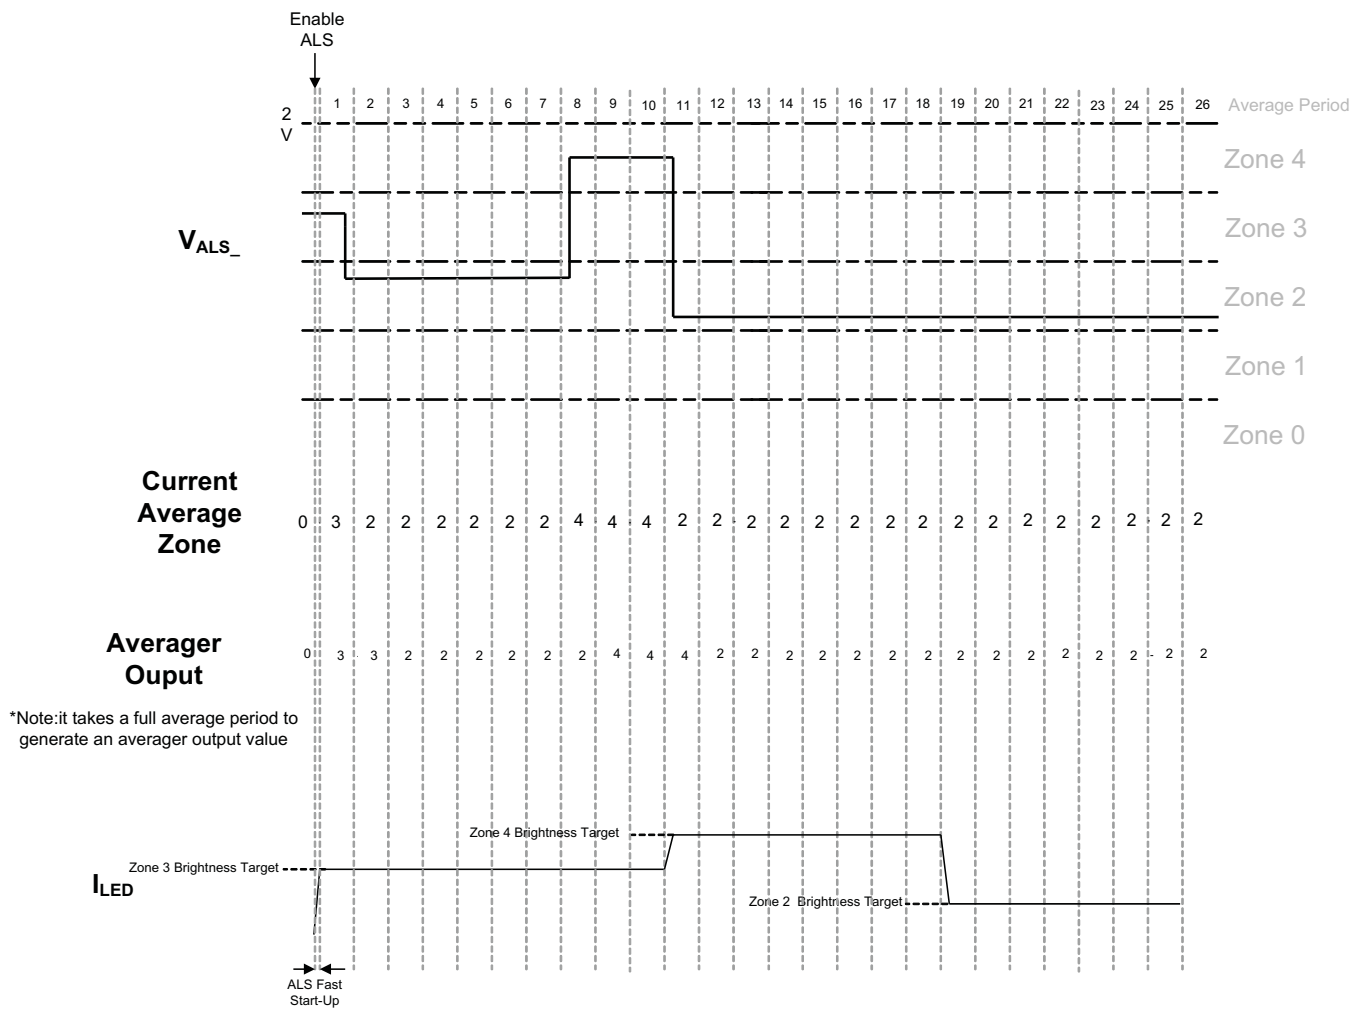 Enable
ALS
1 2 3 4 5 6 7 8 9 10 11 12 13 14 15 16 17 18 19 20 21 22 23 24 25 26 Average Period
2
V
Zone 4
VALS_
Zone 3
Zone 2
Zone 1
Zone 0
Current
Average
Zone
0 3 2 2 2 2 2 2 4 4 4 2 2 2 2 2 2 2 2 2 2 2 2 2 2 2 2
Averager
Ouput
0 3 3 2 2 2 2 2 2 4 4 4 2 2 2 2 2 2 2 2 2 2 2 2 2 2 2
*Note:it takes a full average period to
generate an averager output value
Zone 4 Brightness Target
Zone 3 Brightness Target
ILED
Zone 2 Brightness Target
ALS Fast
Start-Up